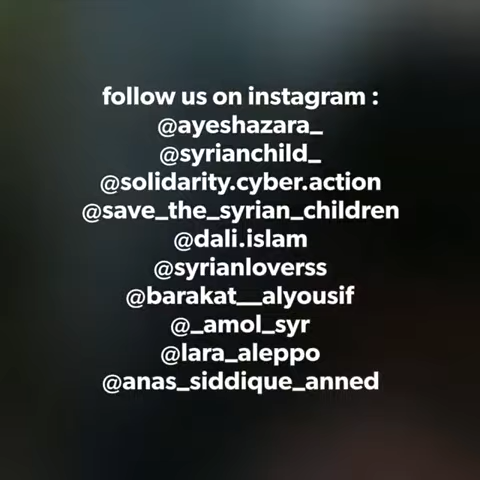 follow us on instagram :
@ayeshazara_
@syrianchild_
@solidarity.cyber.action
@save_the_syrian_children
@dali.islam
@syrianloverss
@barakat__alyousif
@_amol_syr
@lara_aleppo
@anas_siddique_anned